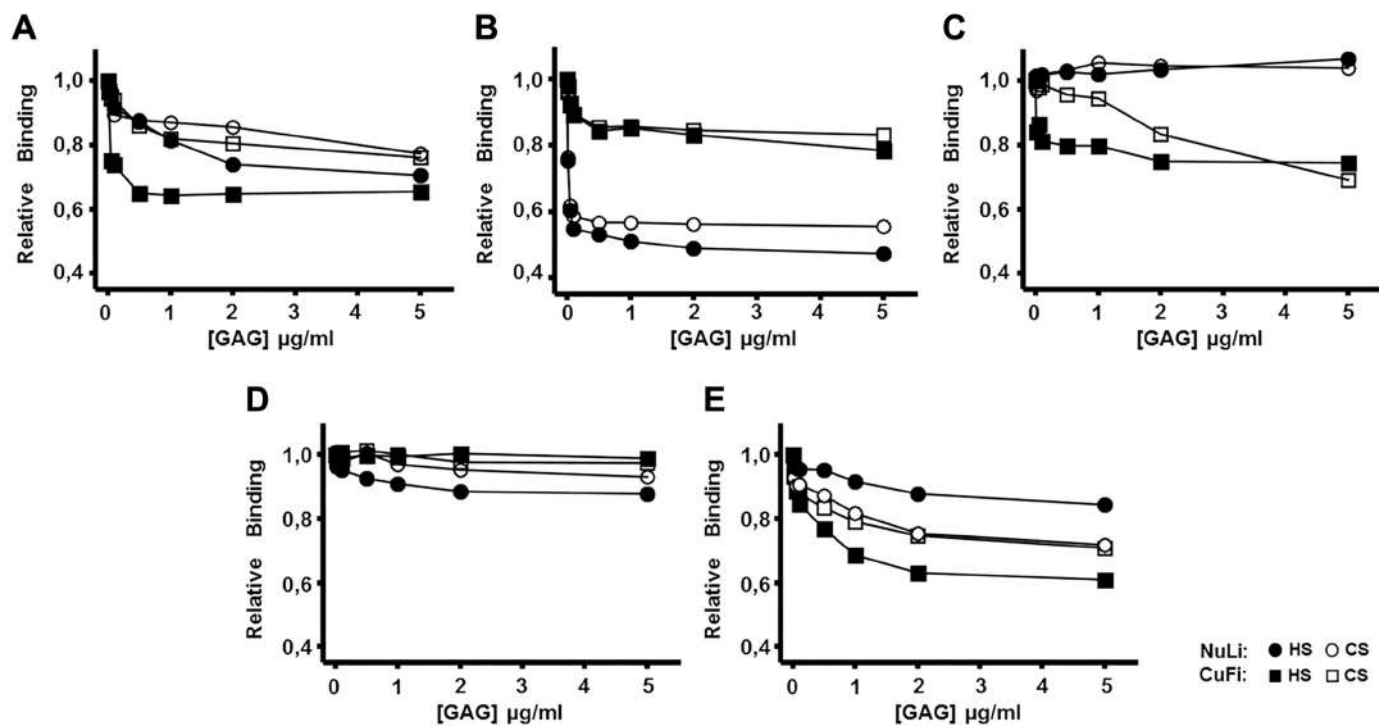 A
B
C
1,0
0,8
0,6
0,4
Relative Binding
0 1 2 3 4 5
[GAG] µg/ml
1,0
0,8
0,6
0,4
Relative Binding
0 1 2 3 4 5
[GAG] µg/ml
1,0
0,8
0,6
0,4
Relative Binding
0 1 2 3 4 5
[GAG] µg/ml
D
E
1,0
0,8
0,6
0,4
Relative Binding
0 1 2 3 4 5
[GAG] µg/ml
1,0
0,8
0,6
0,4
Relative Binding
0 1 2 3 4 5
[GAG] µg/ml
NuLi: HS CS
CuFi: HS CS